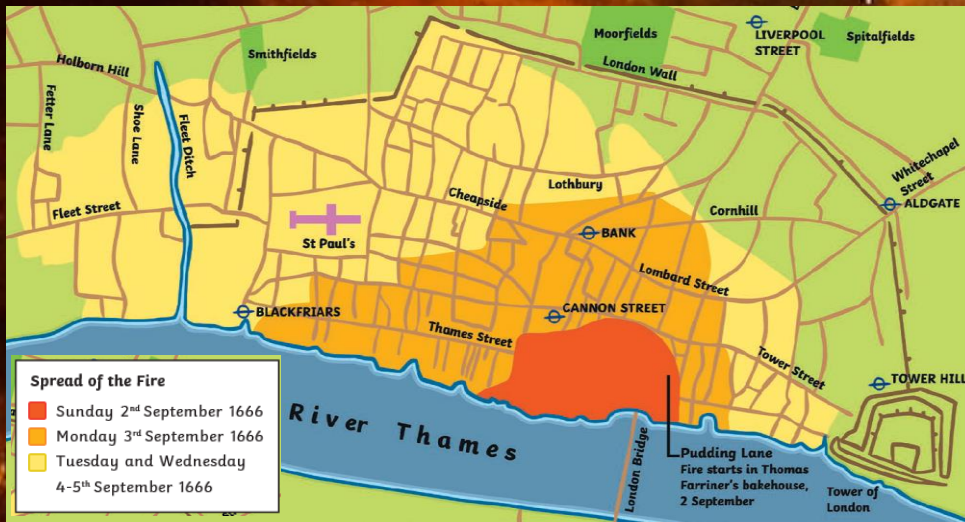 Moorfields
LIVERPOOL
STREET
Spitalfields
Smithfields
Holborn Hill
London Wall
Fetter Lane
Shoe Lane
Fleet Ditch
Whitechapel
Street
ALDGATE
Lothbury
Cheapside
Cornhill
Fleet Street
St Paul's
BANK
Lombard Street
BLACKFRIARS
CANNON STREET
Thames Street
Tower Street
TOWER HILL
River Thames
London Bridge
Pudding Lane
Fire starts in Thomas
Farriner's bakehouse,
2 September
Tower of
London
Spread of the Fire
Sunday 2nd September 1666
Monday 3rd September 1666
Tuesday and Wednesday
4-5th September 1666